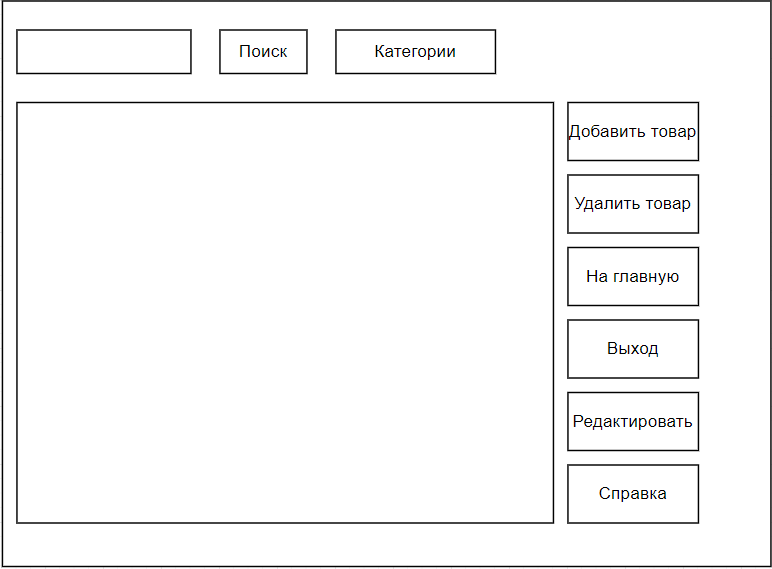 Поиск
Категории
Добавить товар
Удалить товар
На главную
Выход
Редактировать
Справка